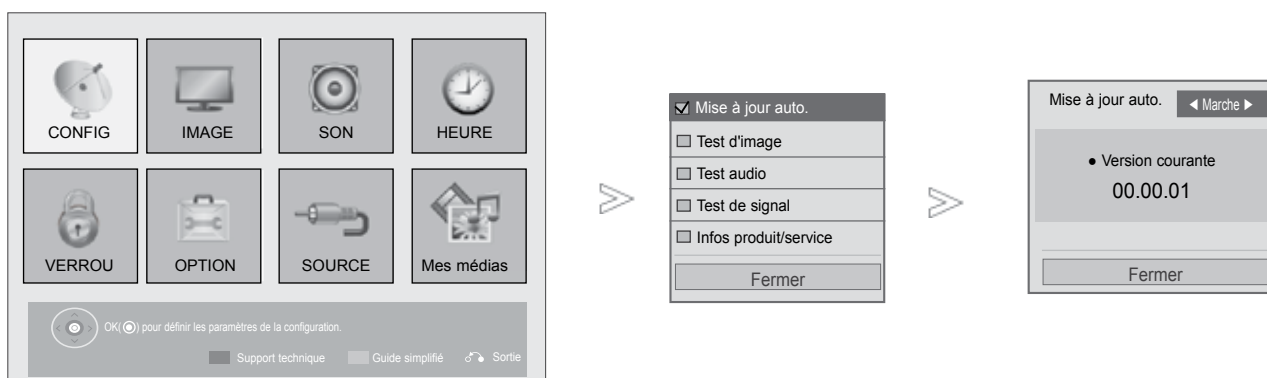 CONFIG
IMAGE
SON
HEURE
VERROU
OPTION
SOURCE
Mes médias
OK(◉) pour définir les paramètres de la configuration.
Support technique
Guide simplifié
Sortie
Mise à jour auto.
Test d'image
Test audio
Test de signal
Infos produit/service
Fermer
Mise à jour auto. ◀ Marche ▶
● Version courante
00.00.01
Fermer